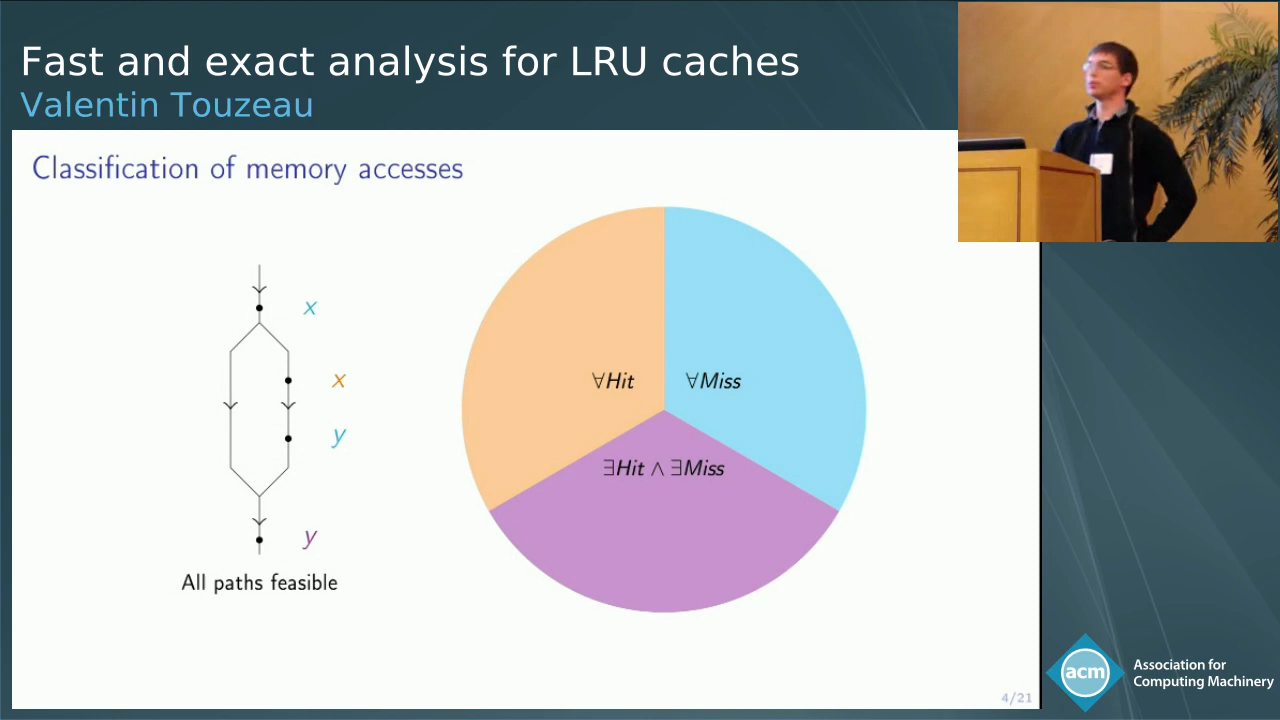 Fast and exact analysis for LRU caches
Valentin Touzeau
Classification of memory accesses
x
x
y
y
All paths feasible
∀Hit
∀Miss
∃Hit ∧ ∃Miss
4/21
acm
Association for
Computing Machinery